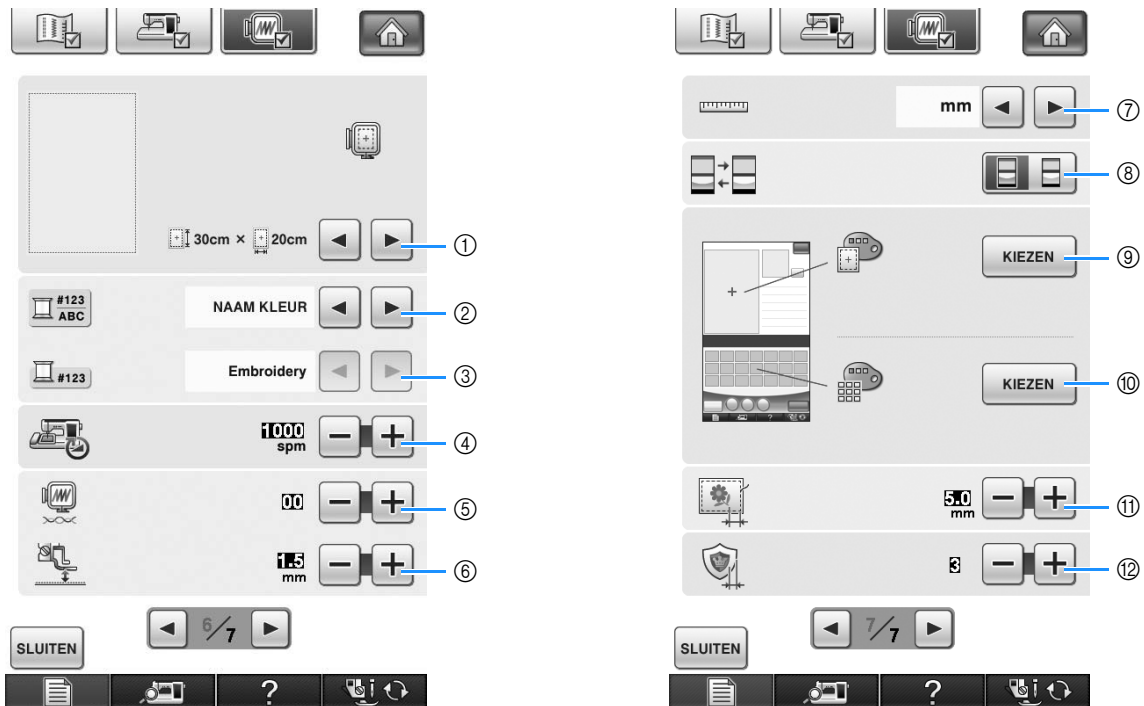 30cm × 20cm ①
#123
ABC
NAAM KLEUR ②
#123
Embroidery ③
1000
spm ④
00 ⑤
1.5
mm ⑥
6/7
SLUITEN
?
mm ⑦
⑧
KIEZEN ⑨
KIEZEN ⑩
5.0
mm ⑪
3 ⑫
7/7
SLUITEN
?